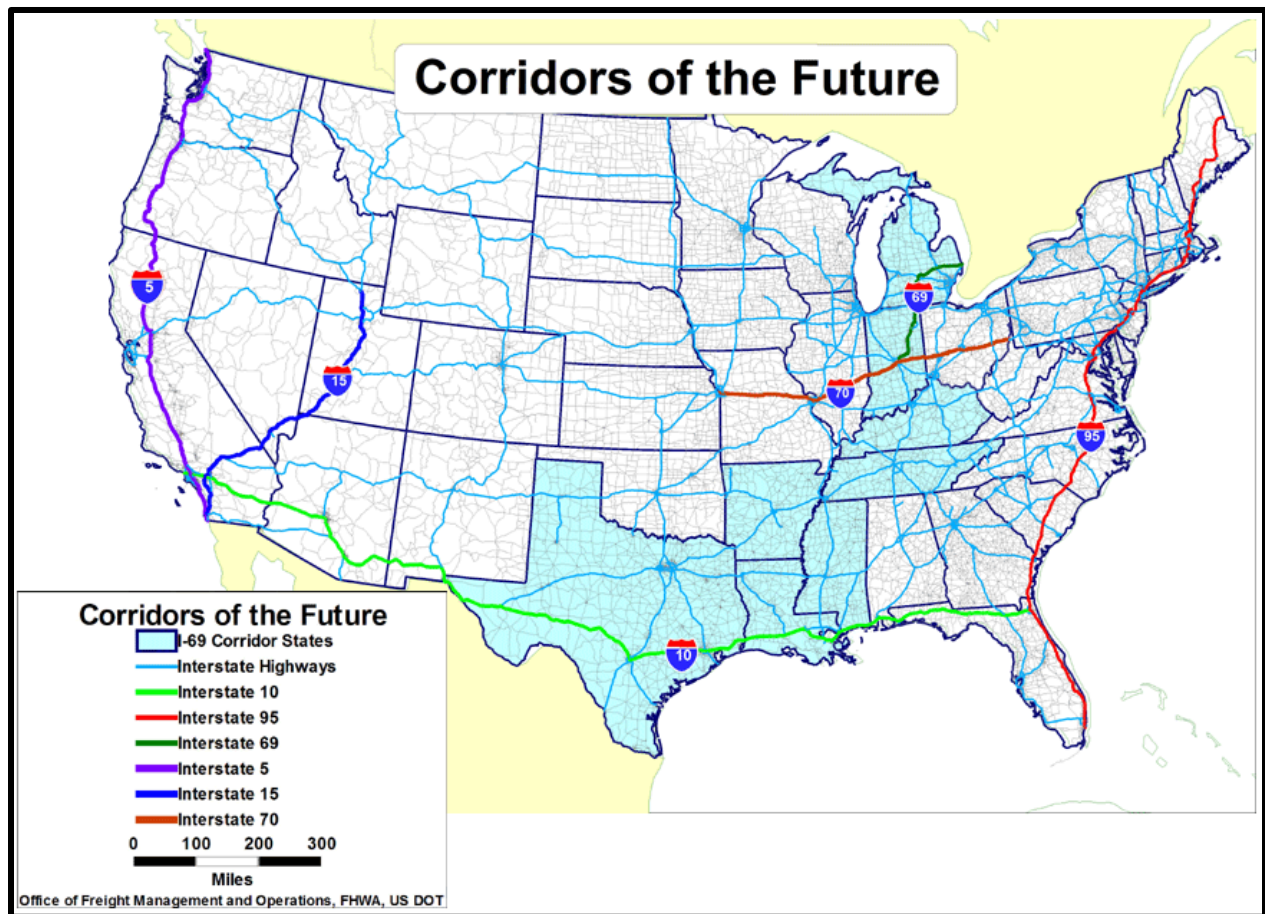 Corridors of the Future
5
69
15
70
95
10
Corridors of the Future
I-69 Corridor States
Interstate Highways
Interstate 10
Interstate 95
Interstate 69
Interstate 5
Interstate 15
Interstate 70
0 100 200 300
Miles
Office of Freight Management and Operations, FHWA, US DOT